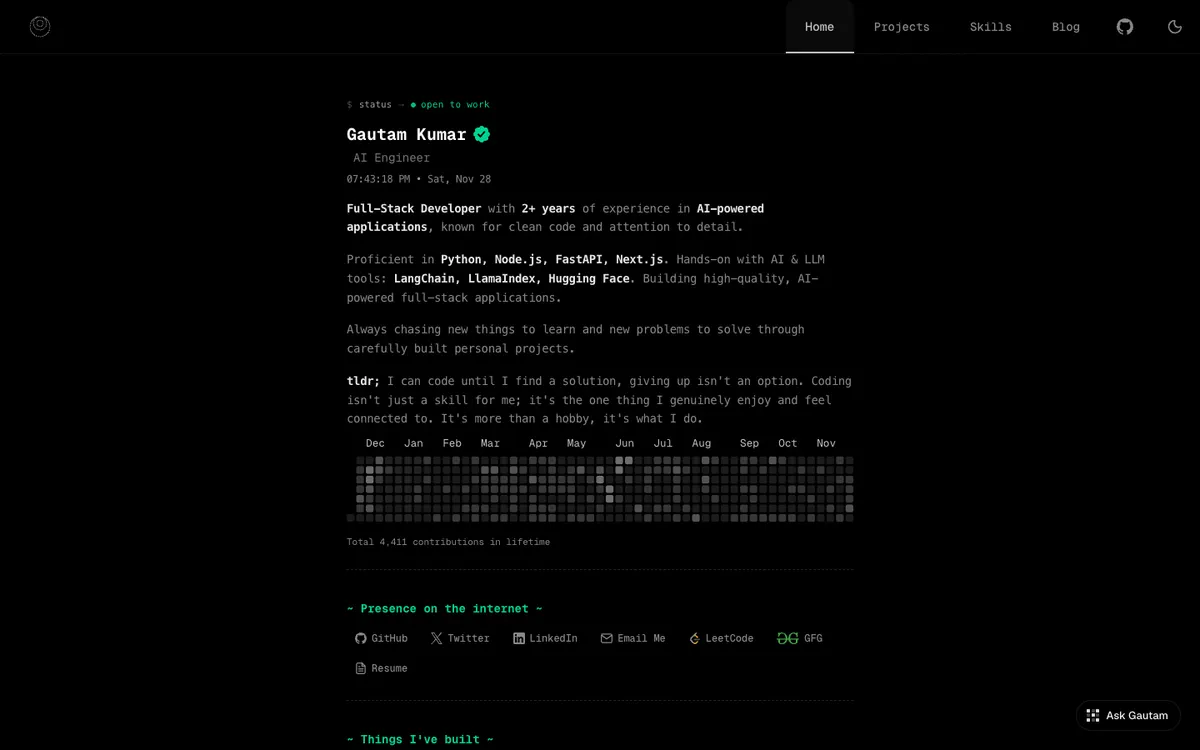 Home Projects Skills Blog
$ status → ● open to work
Gautam Kumar
AI Engineer
07:43:18 PM • Sat, Nov 28
Full-Stack Developer with 2+ years of experience in AI-powered
applications, known for clean code and attention to detail.
Proficient in Python, Node.js, FastAPI, Next.js. Hands-on with AI & LLM
tools: LangChain, LlamaIndex, Hugging Face. Building high-quality, AI-
powered full-stack applications.
Always chasing new things to learn and new problems to solve through
carefully built personal projects.
tldr; I can code until I find a solution, giving up isn't an option. Coding
isn't just a skill for me; it's the one thing I genuinely enjoy and feel
connected to. It's more than a hobby, it's what I do.
Dec Jan Feb Mar Apr May Jun Jul Aug Sep Oct Nov
Total 4,411 contributions in lifetime
~ Presence on the internet ~
GitHub Twitter LinkedIn Email Me LeetCode GFG
Resume
Ask Gautam
~ Things I've built ~